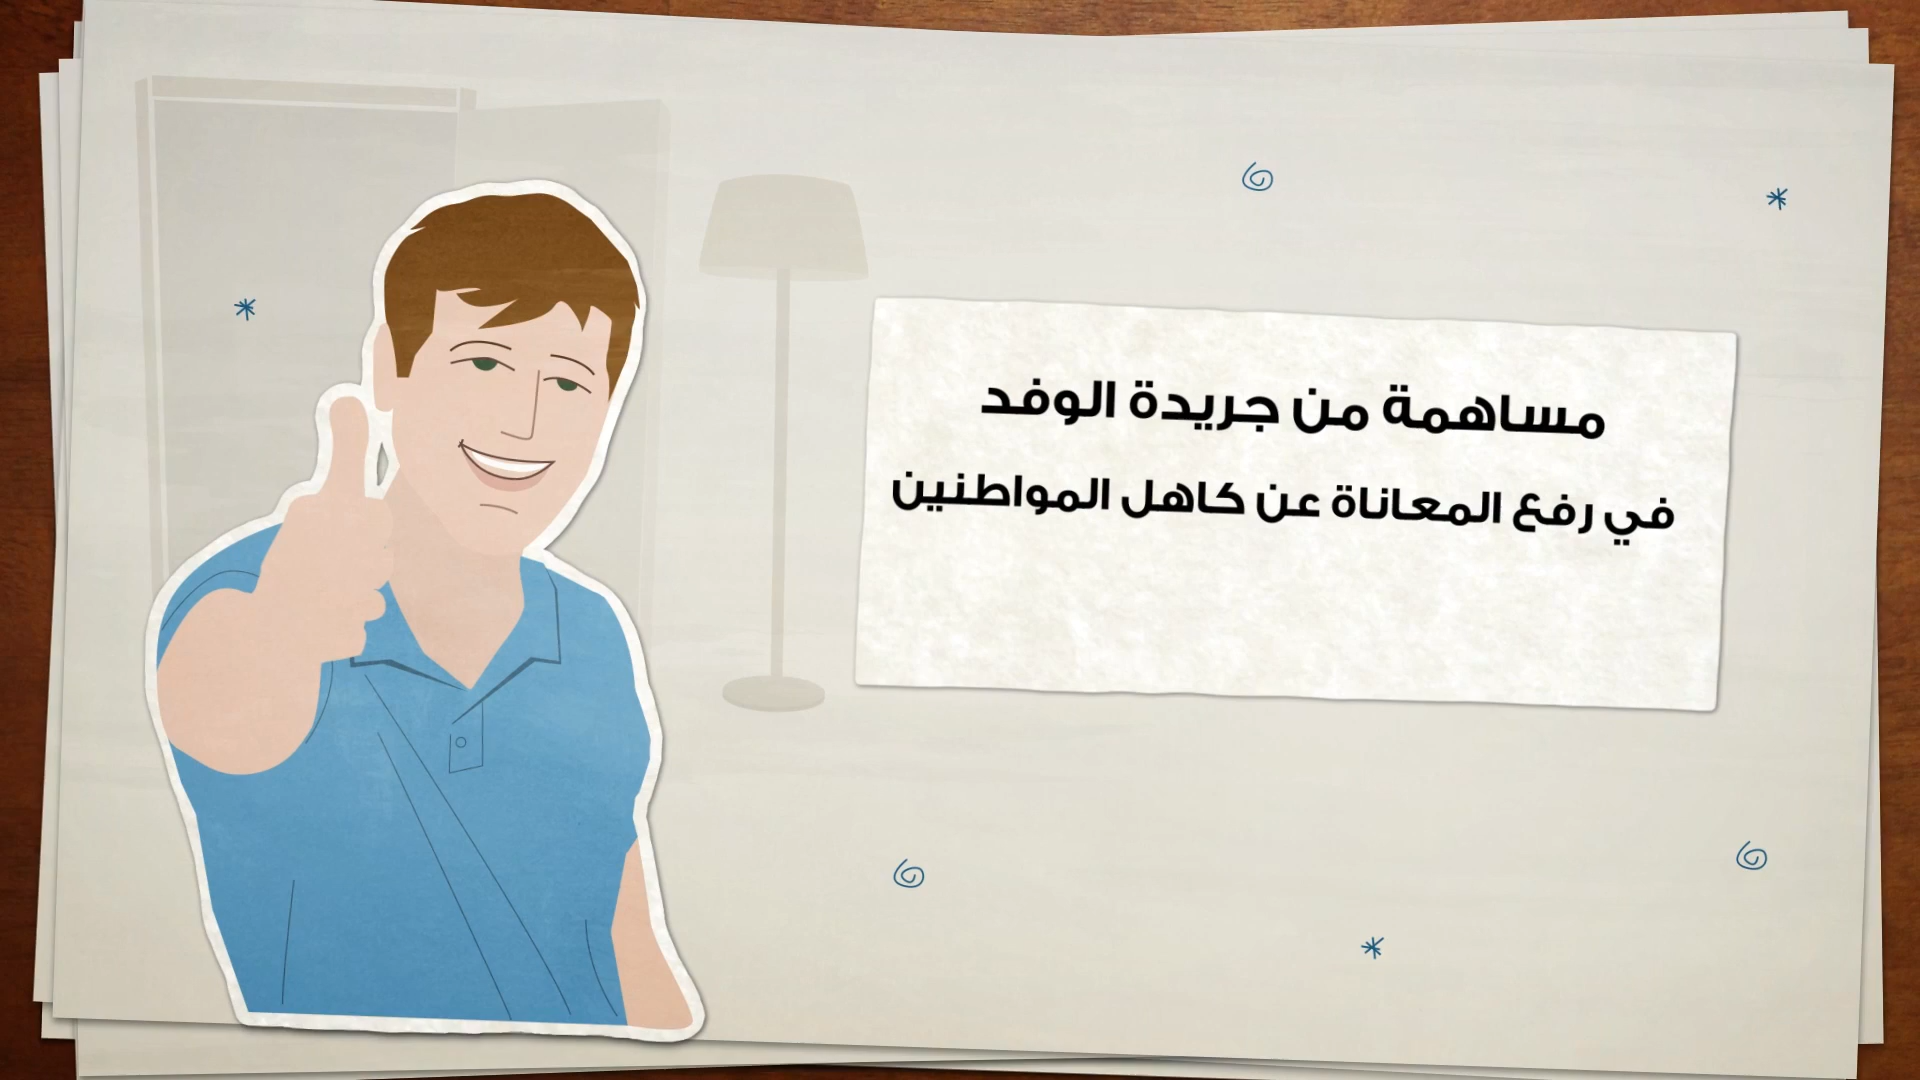 مساهمة من جريدة الوفد
في رفع المعاناة عن كاهل المواطنين